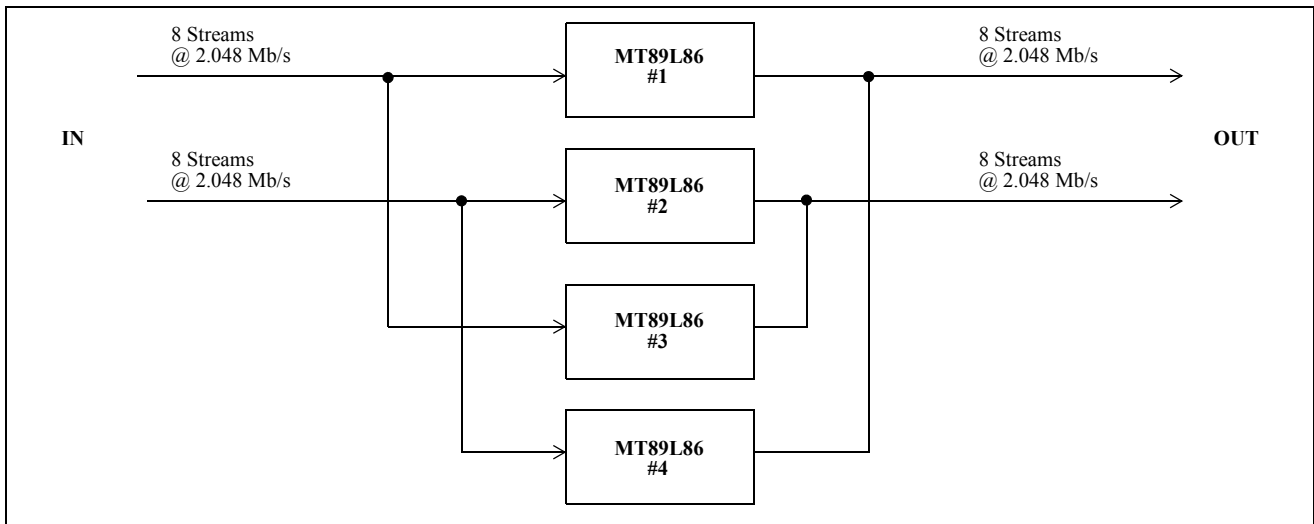 8 Streams
@ 2.048 Mb/s
MT89L86
#1
8 Streams
@ 2.048 Mb/s
IN
OUT
8 Streams
@ 2.048 Mb/s
MT89L86
#2
8 Streams
@ 2.048 Mb/s
MT89L86
#3
MT89L86
#4